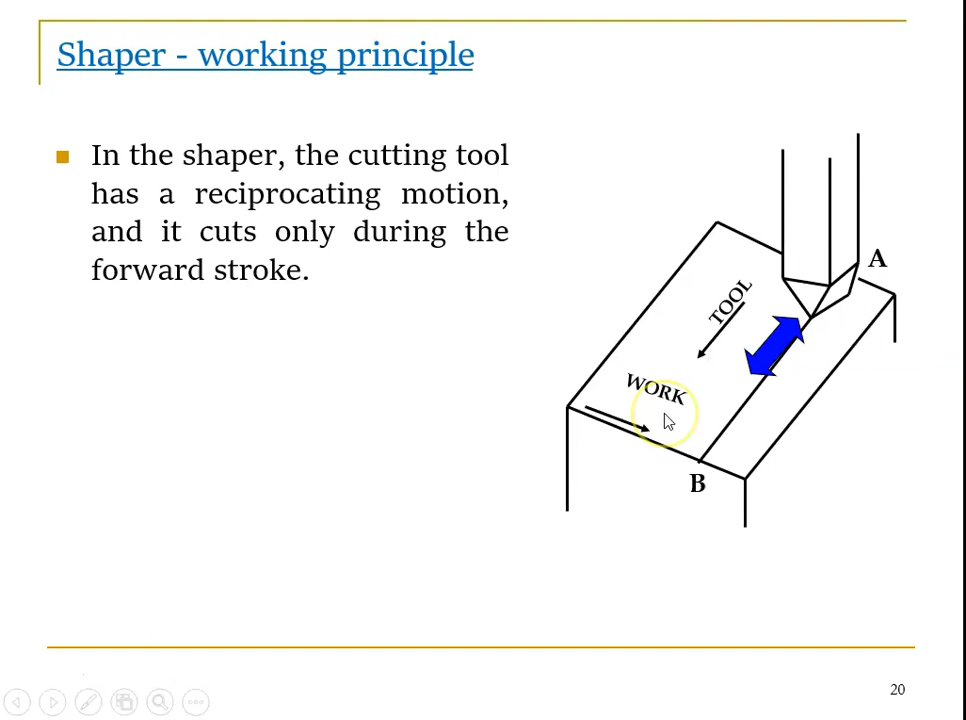 Shaper - working principle
In the shaper, the cutting tool
has a reciprocating motion,
and it cuts only during the
forward stroke.
A
TOOL
WORK
B
20